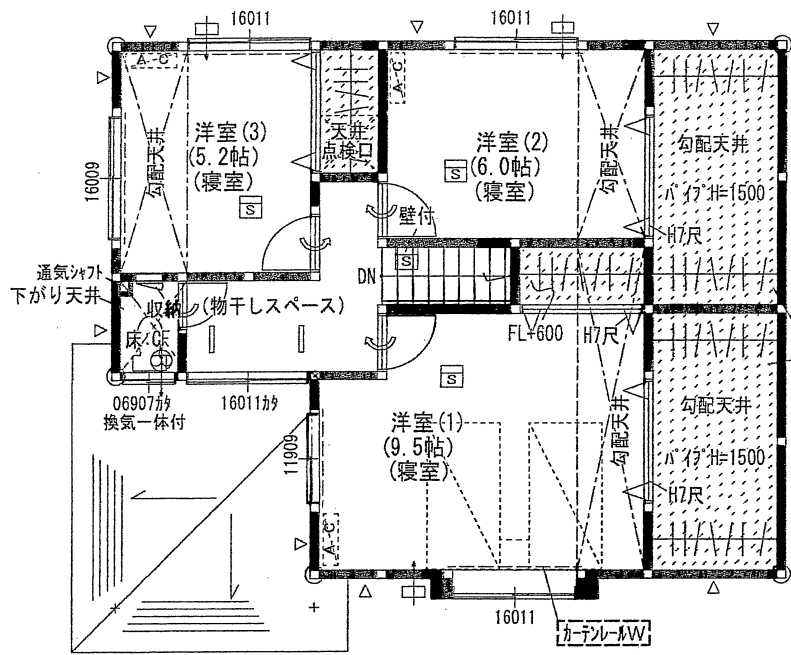 16011
16011
A-C
A-C
洋室(3)
(5.2帖)
(寝室)
勾配天井
16009
S
天井
点検口
洋室(2)
(6.0帖)
(寝室)
S
勾配天井
勾配天井
パイプH=1500
H7尺
壁付
S
DN
通気シャフト
下がり天井
収納
(物干しスペース)
床CF
FL+600
H7尺
06907カタ
換気一体付
16011カタ
S
洋室(1)
(9.5帖)
(寝室)
勾配天井
勾配天井
パイプH=1500
H7尺
11909
A-C
16011
カーテンレールW